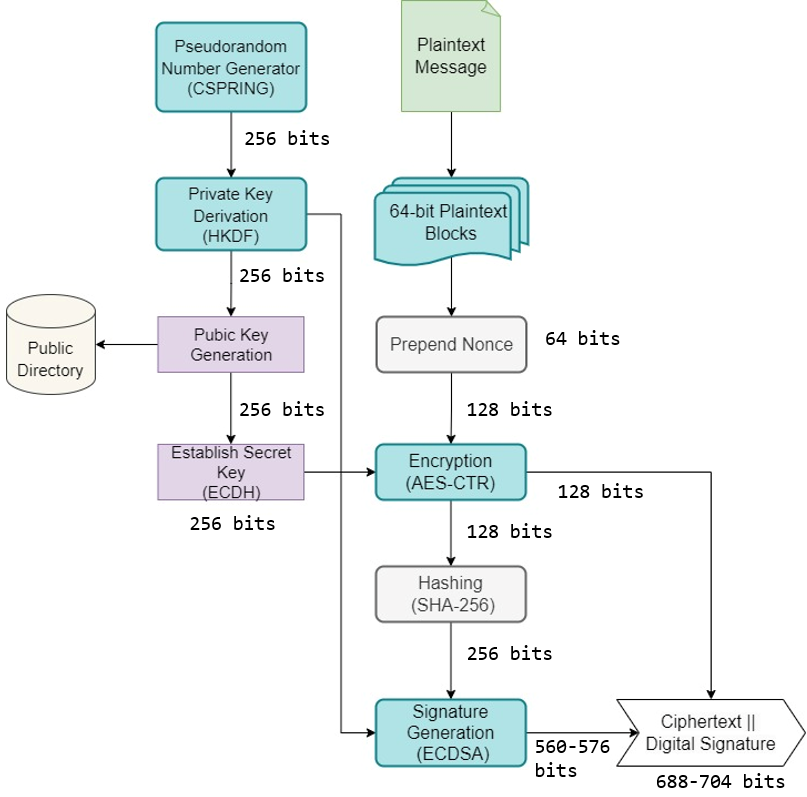 Pseudorandom
Number Generator
(CSPRING)
Plaintext
Message
256 bits
Private Key
Derivation
(HKDF)
64-bit Plaintext
Blocks
256 bits
Public
Directory
Pubic Key
Generation
Prepend Nonce
64 bits
256 bits
128 bits
Establish Secret
Key
(ECDH)
256 bits
Encryption
(AES-CTR)
128 bits
128 bits
Hashing
(SHA-256)
256 bits
Signature
Generation
(ECDSA)
560-576
bits
Ciphertext ||
Digital Signature
688-704 bits